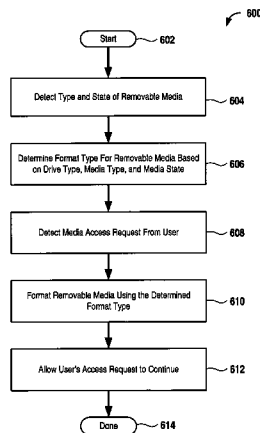 600
Start
602
Detect Type and State of Removable Media
604
Determine Format Type For Removable Media Based
on Drive Type, Media Type, and Media State
606
Detect Media Access Request From User
608
Format Removable Media Using the Determined
Format Type
610
Allow User's Access Request to Continue
612
Done
614